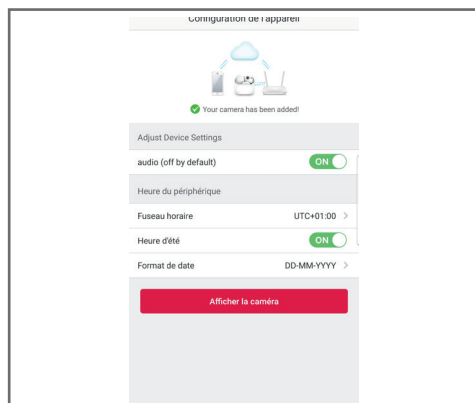 Configuration de l'appareil
Your camera has been added!
Adjust Device Settings
audio (off by default) ON
Heure du périphérique
Fuseau horaire UTC+01:00 >
Heure d'été ON
Format de date DD-MM-YYYY >
Afficher la caméra